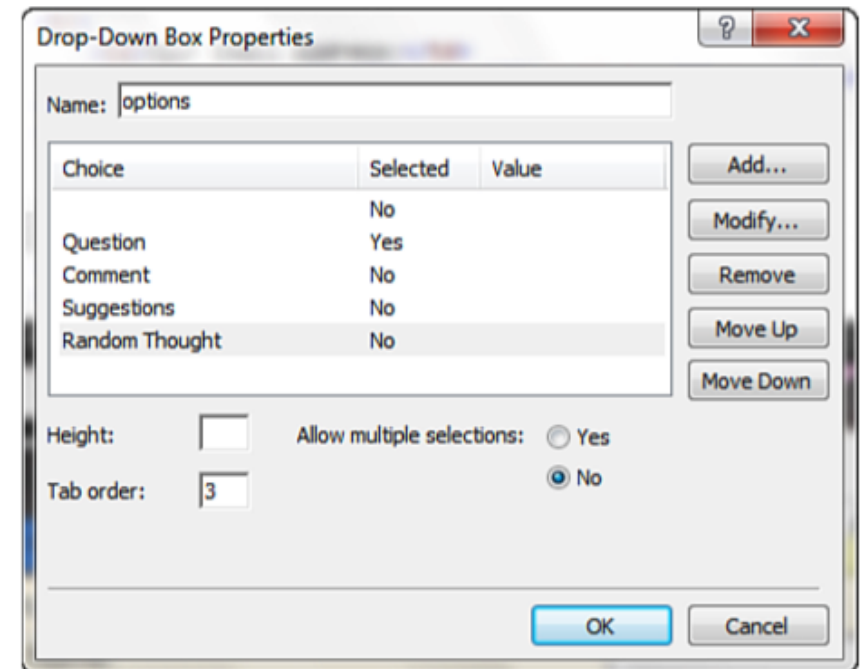 Drop-Down Box Properties
Name: options
Choice Selected Value
No
Question Yes
Comment No
Suggestions No
Random Thought No
Add...
Modify...
Remove
Move Up
Move Down
Height:
Allow multiple selections: Yes
No
Tab order: 3
OK Cancel